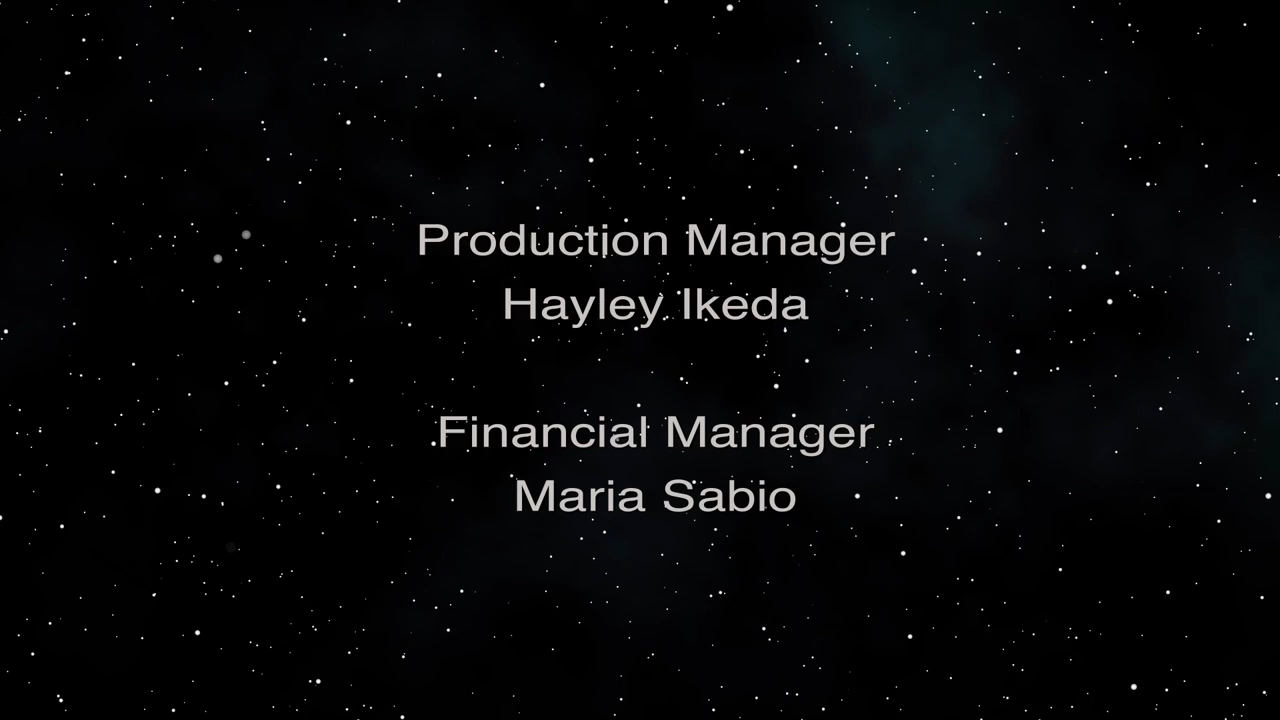 Production Manager
Hayley Ikeda
Financial Manager
Maria Sabio